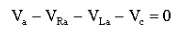 Va − VRa − VLa − Vc = 0